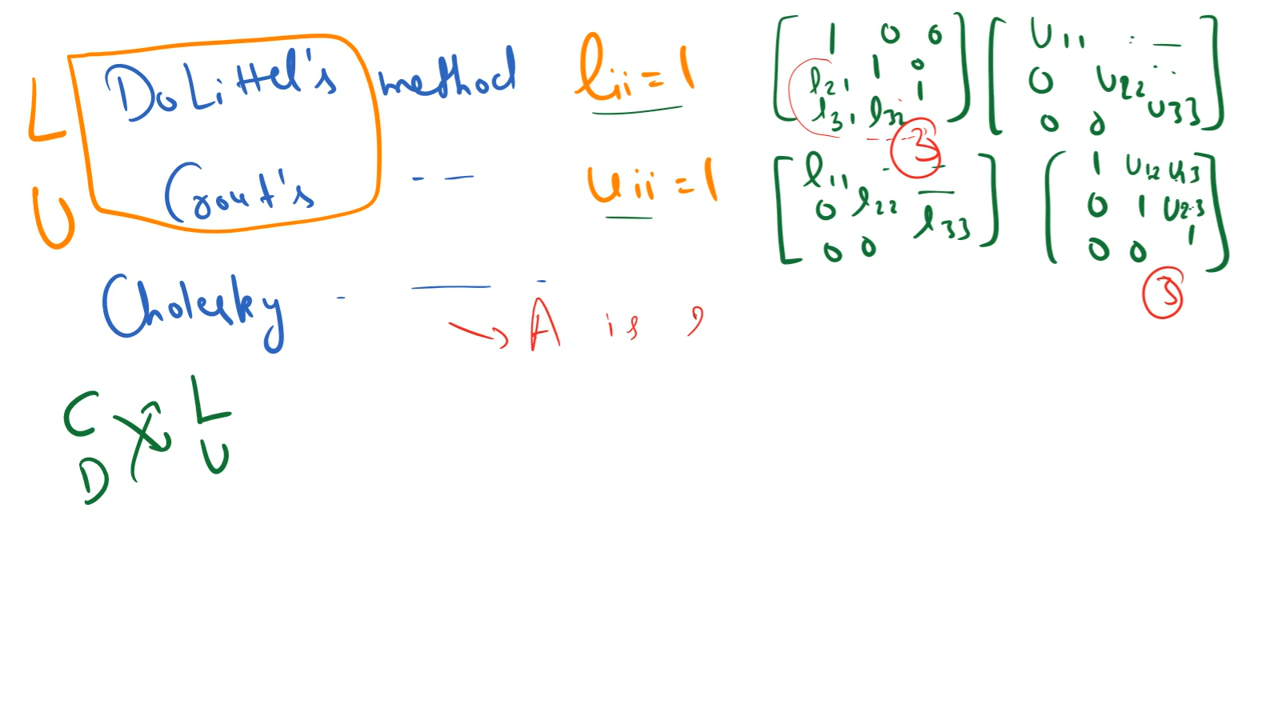 L DoLittel's method lii = 1
U Crout's -- uii = 1
Cholesky - — -
→ A is
C L
D U
1 0 0
l21 1 0
l31 l32 1
③
U11 . —
0 U22 ..
0 0 U33
l11 - —
0 l22 —
0 0 l33
1 U12 U13
0 1 U23
0 0 1
③